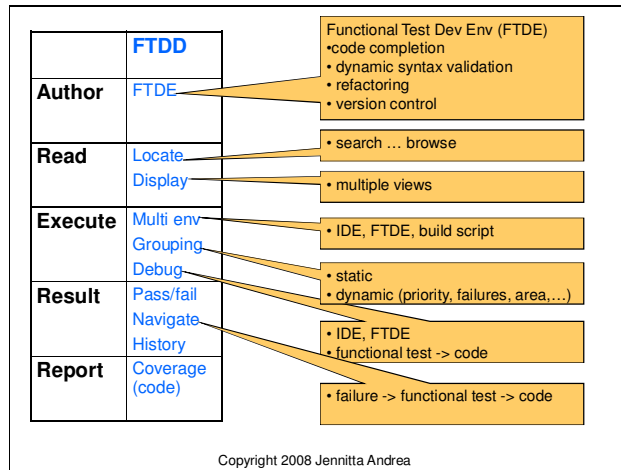 FTDD
Author
FTDE
Read
Locate
Display
Execute
Multi env
Grouping
Debug
Result
Pass/fail
Navigate
History
Report
Coverage
(code)
Functional Test Dev Env (FTDE)
•code completion
• dynamic syntax validation
• refactoring
• version control
• search … browse
• multiple views
• IDE, FTDE, build script
• static
• dynamic (priority, failures, area,…)
• IDE, FTDE
• functional test -> code
• failure -> functional test -> code
Copyright 2008 Jennitta Andrea